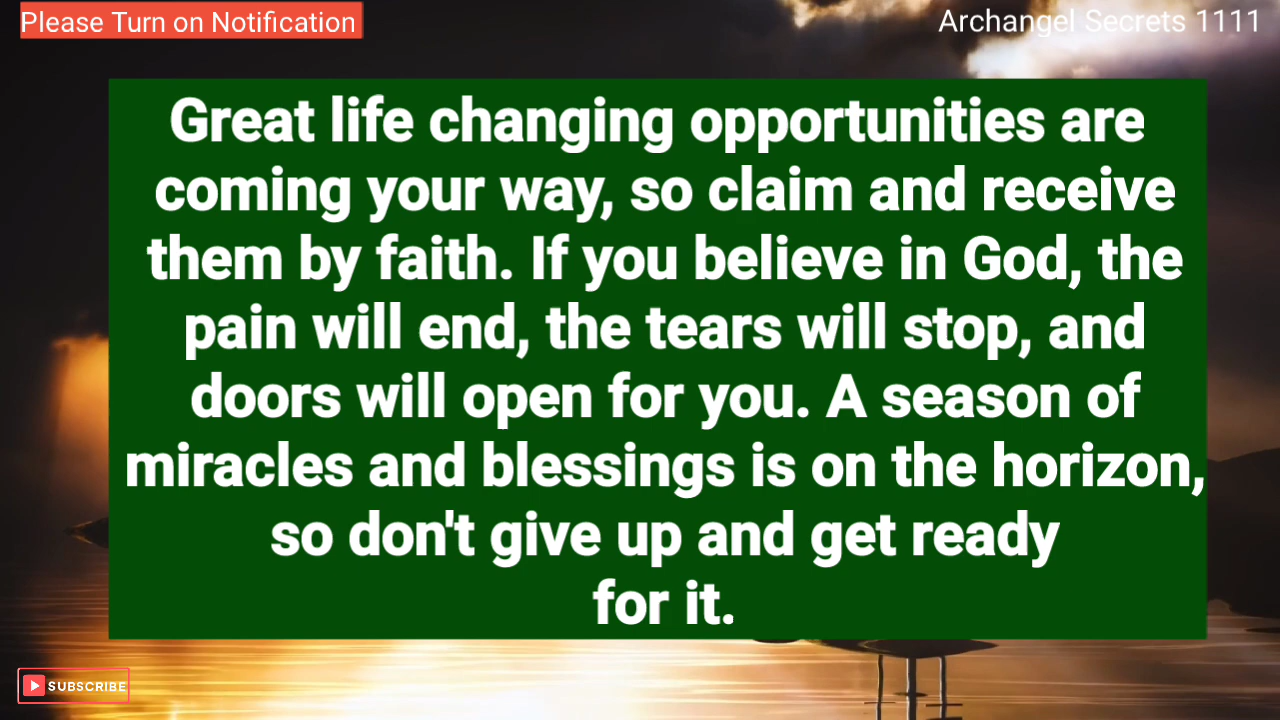 Please Turn on Notification
Archangel Secrets 1111
Great life changing opportunities are
coming your way, so claim and receive
them by faith. If you believe in God, the
pain will end, the tears will stop, and
doors will open for you. A season of
miracles and blessings is on the horizon,
so don't give up and get ready
for it.
SUBSCRIBE